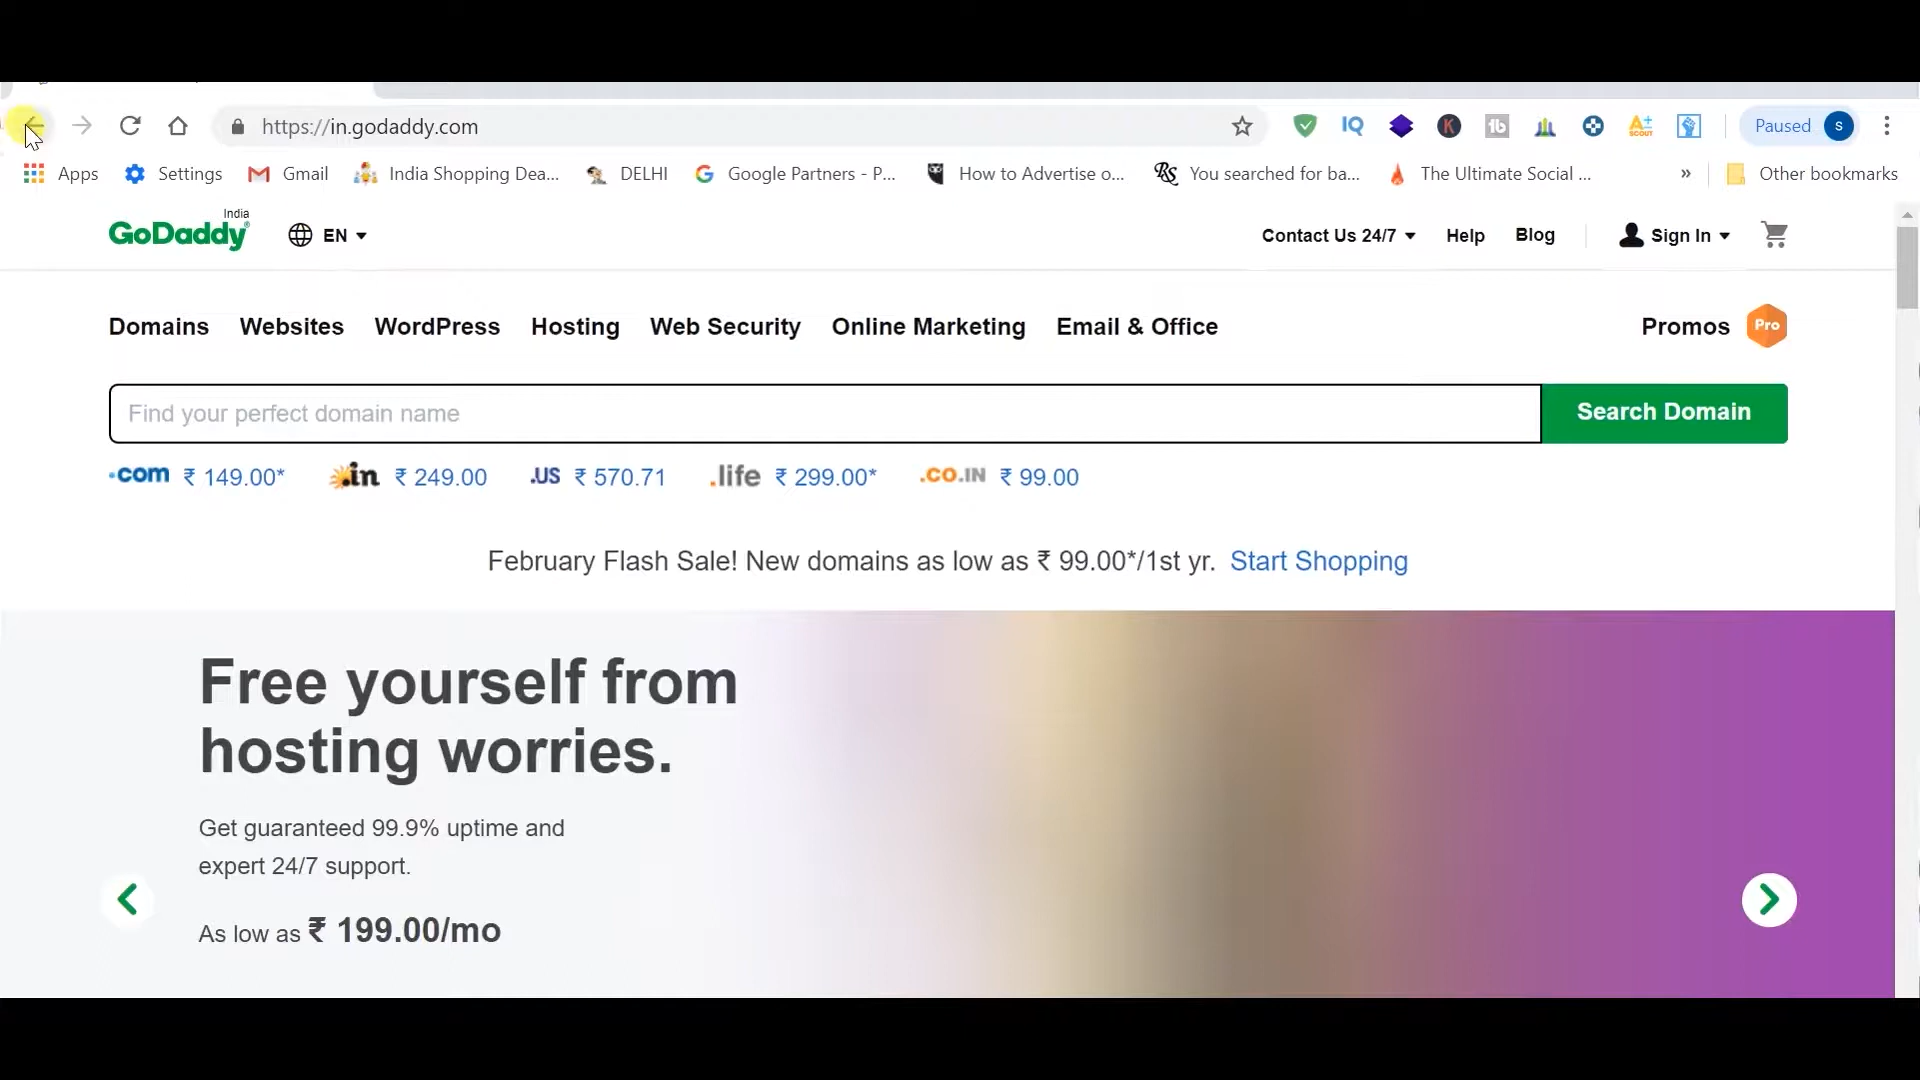 https://in.godaddy.com
IQ
K
tb
A+
SCOUT
Paused
s
Apps
Settings
Gmail
India Shopping Dea...
DELHI
Google Partners - P...
How to Advertise o...
You searched for ba...
The Ultimate Social ...
»
Other bookmarks
GoDaddy India
EN
Contact Us 24/7
Help
Blog
Sign In
Domains Websites WordPress Hosting Web Security Online Marketing Email & Office
Promos
Pro
Find your perfect domain name
Search Domain
.com ₹ 149.00*
.in ₹ 249.00
.US ₹ 570.71
.life ₹ 299.00*
.CO.IN ₹ 99.00
February Flash Sale! New domains as low as ₹ 99.00*/1st yr. Start Shopping
Free yourself from
hosting worries.
Get guaranteed 99.9% uptime and
expert 24/7 support.
As low as ₹ 199.00/mo